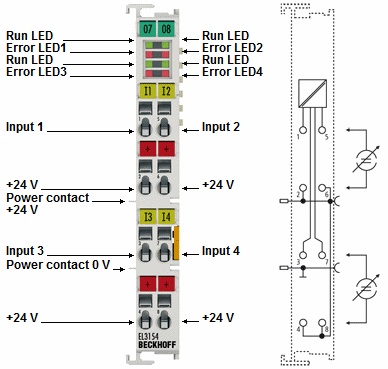 07 08
Run LED Run LED
Error LED1 Error LED2
Run LED Run LED
Error LED3 Error LED4
I1 I2
Input 1 Input 2
1 5
+ +
+24 V +24 V
2 6
Power contact
+24 V
I3 I4
Input 3 Input 4
3 7
Power contact 0 V
+ +
+24 V +24 V
4 8
EL3154
BECKHOFF